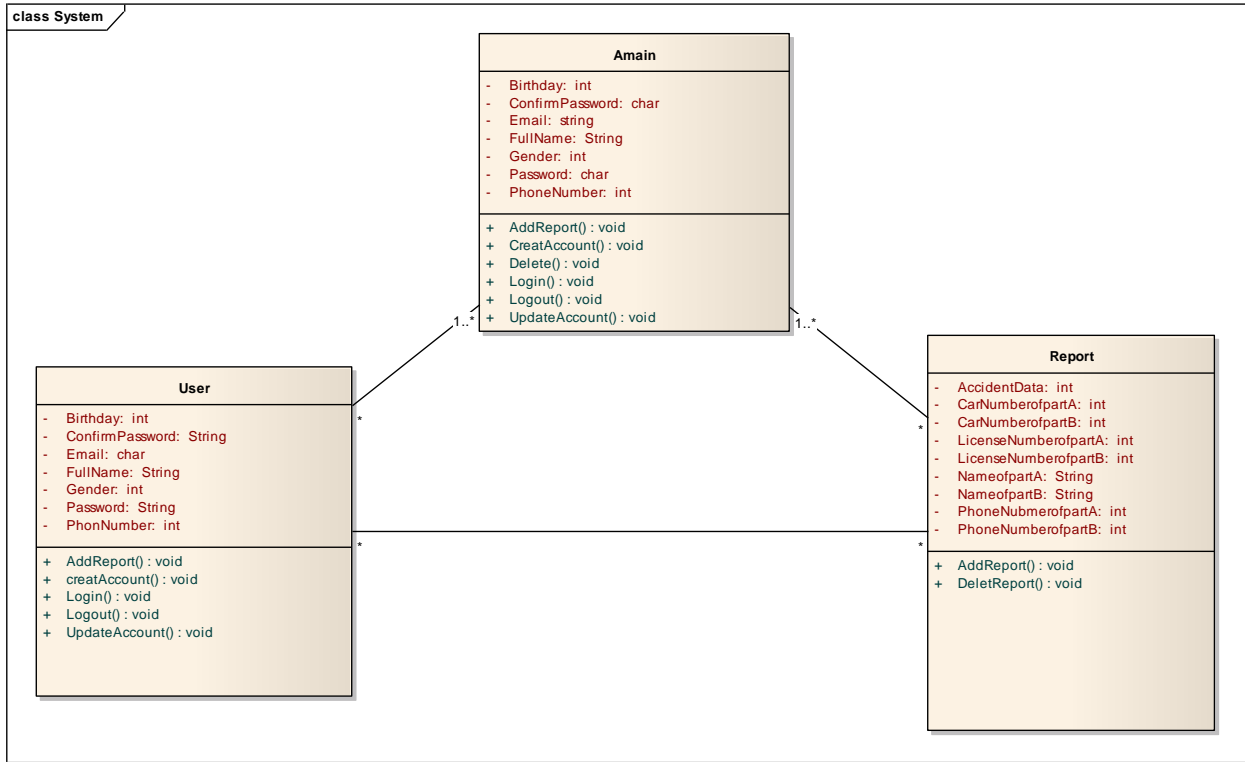 class System
Amain
- Birthday: int
- ConfirmPassword: char
- Email: string
- FullName: String
- Gender: int
- Password: char
- PhoneNumber: int
+ AddReport() : void
+ CreatAccount() : void
+ Delete() : void
+ Login() : void
+ Logout() : void
+ UpdateAccount() : void
1..*
1..*
User
- Birthday: int
- ConfirmPassword: String
- Email: char
- FullName: String
- Gender: int
- Password: String
- PhonNumber: int
+ AddReport() : void
+ creatAccount() : void
+ Login() : void
+ Logout() : void
+ UpdateAccount() : void
*
*
Report
- AccidentData: int
- CarNumberofpartA: int
- CarNumberofpartB: int
- LicenseNumberofpartA: int
- LicenseNumberofpartB: int
- NameofpartA: String
- NameofpartB: String
- PhoneNubmerofpartA: int
- PhoneNumberofpartB: int
+ AddReport() : void
+ DeletReport() : void
*
*